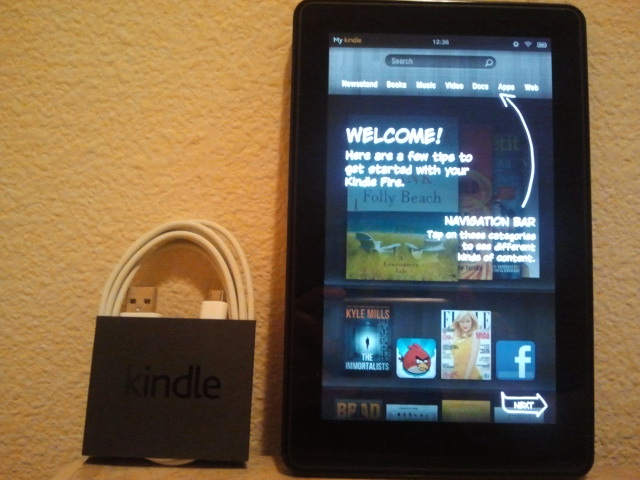 My kindle 12:36
Search
Newsstand Books Music Video Docs Apps Web
WELCOME!
Here are a few tips to
get started with your
Kindle Fire.
Folly Beach
NAVIGATION BAR
Tap on these categories
to see different
kinds of content.
KYLE MILLS
THE
IMMORTALISTS
ELLE
f
BRAD
NEXT
kindle